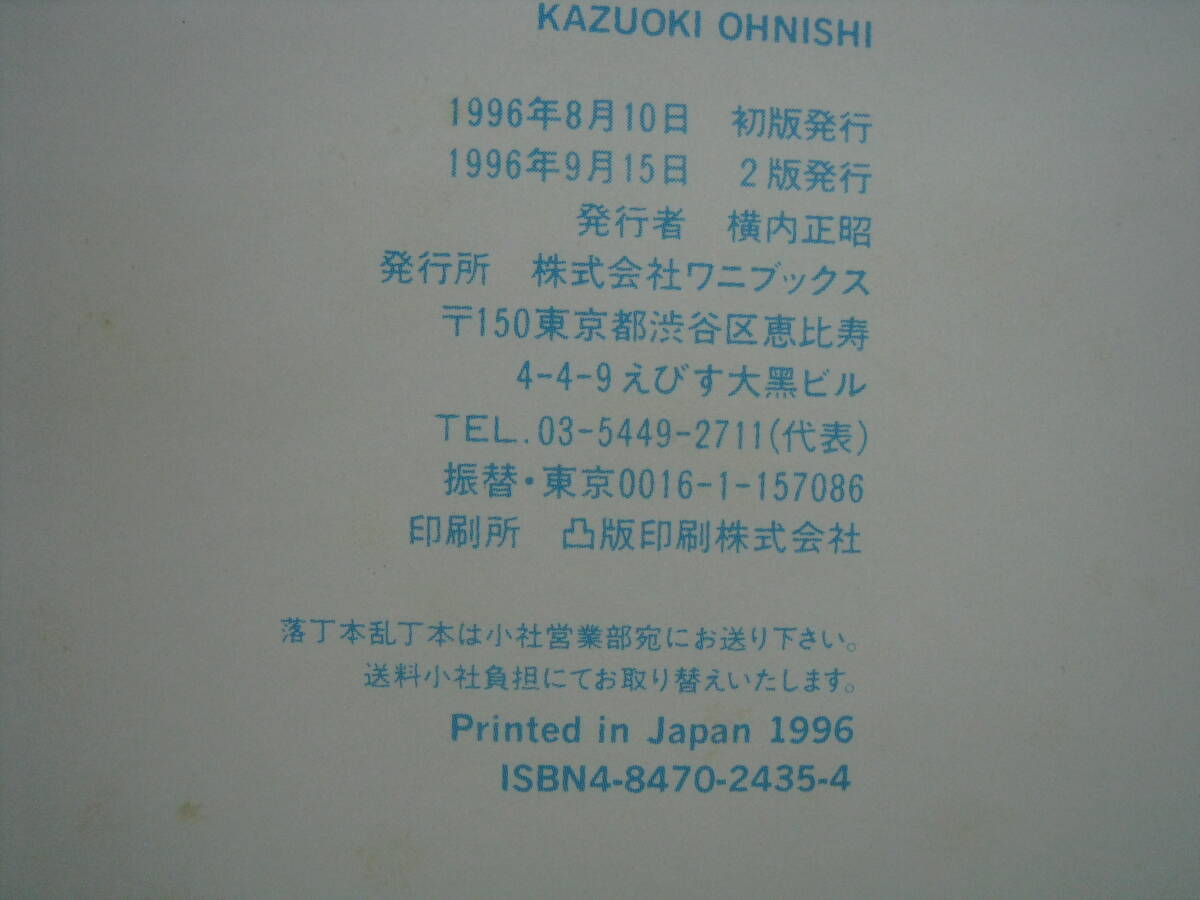 KAZUOKI OHNISHI
1996年8月10日　初版発行
1996年9月15日　2版発行
発行者　横内正昭
発行所　株式会社ワニブックス
〒150東京都渋谷区恵比寿
4-4-9えびす大黑ビル
TEL.03-5449-2711(代表)
振替・東京0016-1-157086
印刷所　凸版印刷株式会社
落丁本乱丁本は小社営業部宛にお送り下さい。
送料小社負担にてお取り替えいたします。
Printed in Japan 1996
ISBN4-8470-2435-4